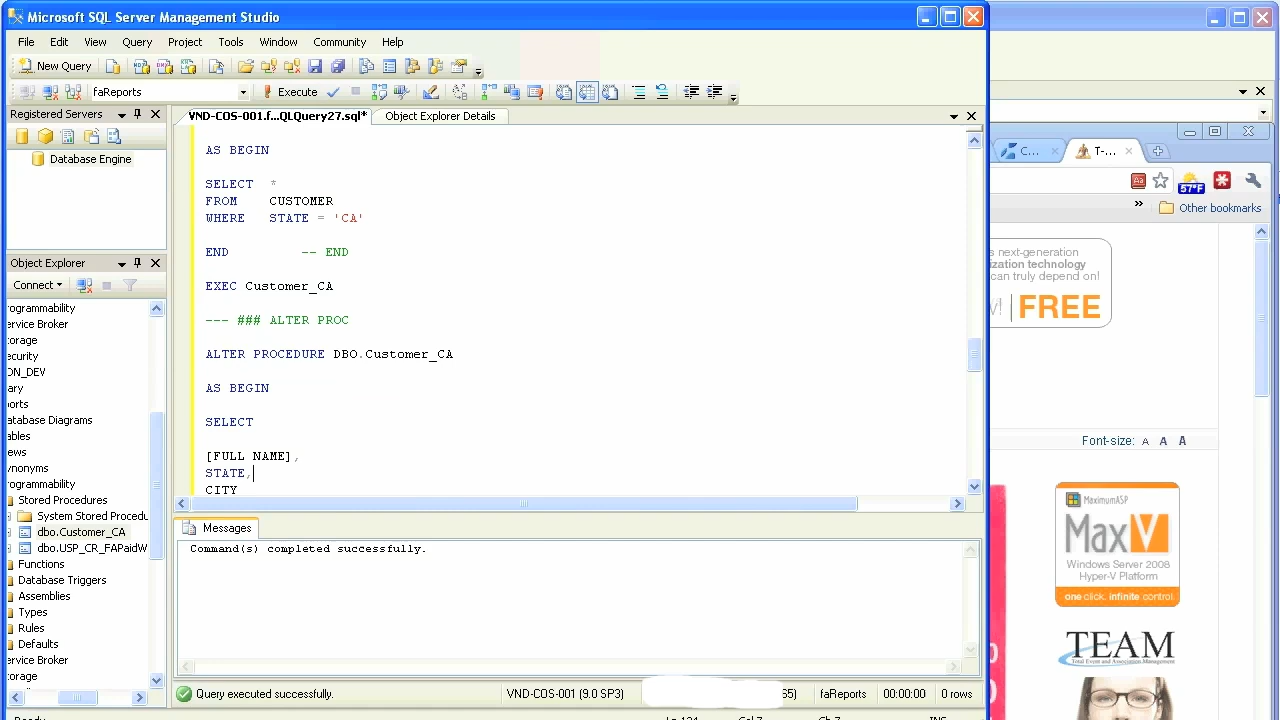 Microsoft SQL Server Management Studio
File Edit View Query Project Tools Window Community Help
New Query
faReports Execute
Registered Servers
Database Engine
Object Explorer
Connect
rogrammability
ervice Broker
torage
ecurity
ON_DEV
ary
ports
atabase Diagrams
ables
ews
ynonyms
rogrammability
Stored Procedures
System Stored Procedu
dbo.Customer_CA
dbo.USP_CR_FAPaidW
Functions
Database Triggers
Assemblies
Types
Rules
Defaults
ervice Broker
torage
VND-COS-001.f...QLQuery27.sql* Object Explorer Details
AS BEGIN
SELECT *
FROM CUSTOMER
WHERE STATE = 'CA'
END -- END
EXEC Customer_CA
--- ### ALTER PROC
ALTER PROCEDURE DBO.Customer_CA
AS BEGIN
SELECT
[FULL NAME],
STATE,
CITY
Messages
Command(s) completed successfully.
Query executed successfully. VND-COS-001 (9.0 SP3) faReports 00:00:00 0 rows
C... T-...
57°F
Other bookmarks
s next-generation
ization technology
can truly depend on!
FREE
Font-size: A A A
MaximumASP
MaxV
Windows Server 2008
Hyper-V Platform
one click. infinite control.
TEAM
Total Event and Association Management